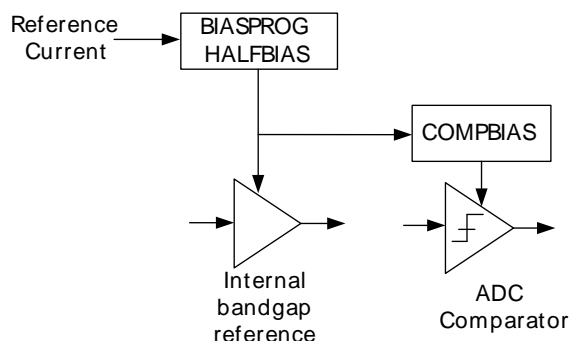 Reference
Current
BIASPROG
HALFBIAS
COMPBIAS
Internal
bandgap
reference
ADC
Comparator